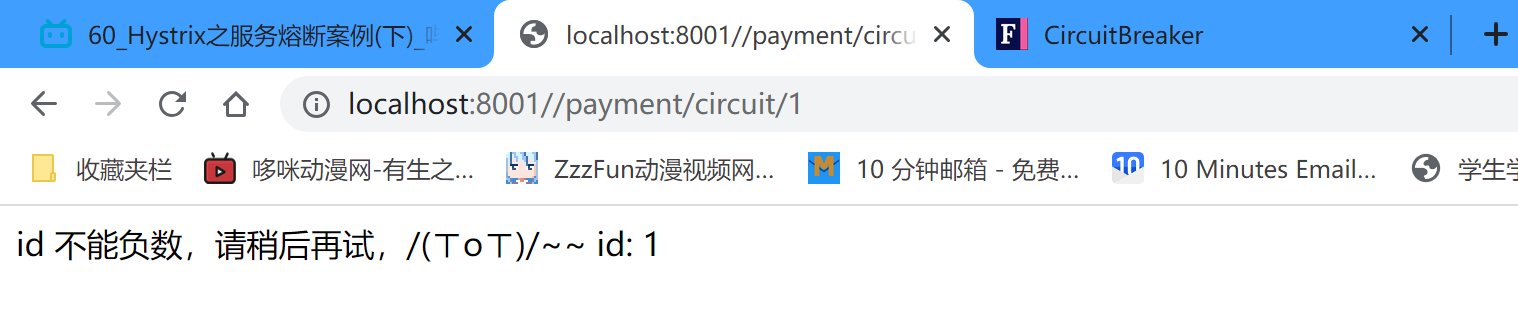 60_Hystrix之服务熔断案例(下)_
localhost:8001//payment/circu
CircuitBreaker
localhost:8001//payment/circuit/1
收藏夹栏
哆咪动漫网-有生之...
ZzzFun动漫视频网...
10 分钟邮箱 - 免费...
10 Minutes Email...
学生学
id 不能负数，请稍后再试，/(ㄒoㄒ)/~~ id: 1